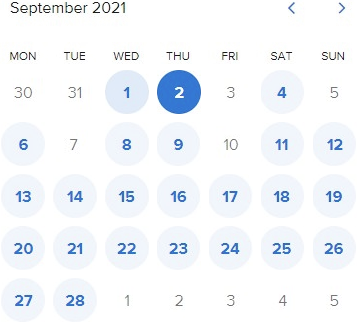 September 2021
MON TUE WED THU FRI SAT SUN
30 31 1 2 3 4 5
6 7 8 9 10 11 12
13 14 15 16 17 18 19
20 21 22 23 24 25 26
27 28 1 2 3 4 5